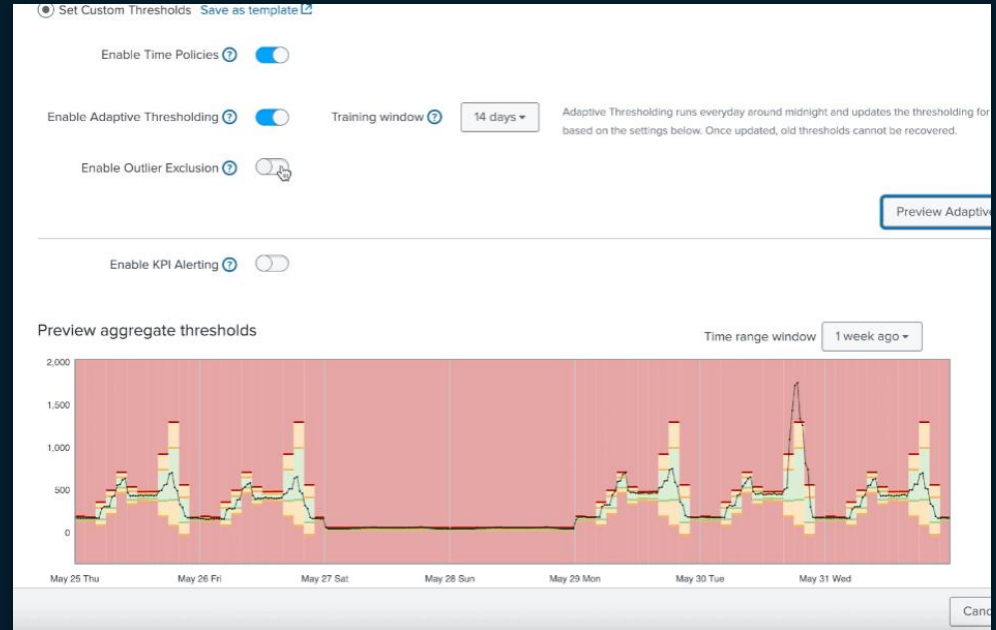 Set Custom Thresholds Save as template
Enable Time Policies ?
Enable Adaptive Thresholding ? Training window ? 14 days Adaptive Thresholding runs everyday around midnight and updates the thresholding for
based on the settings below. Once updated, old thresholds cannot be recovered.
Enable Outlier Exclusion ?
Preview Adaptive
Enable KPI Alerting ?
Preview aggregate thresholds
Time range window 1 week ago
2,000
1,500
1,000
500
0
May 25 Thu May 26 Fri May 27 Sat May 28 Sun May 29 Mon May 30 Tue May 31 Wed
Canc